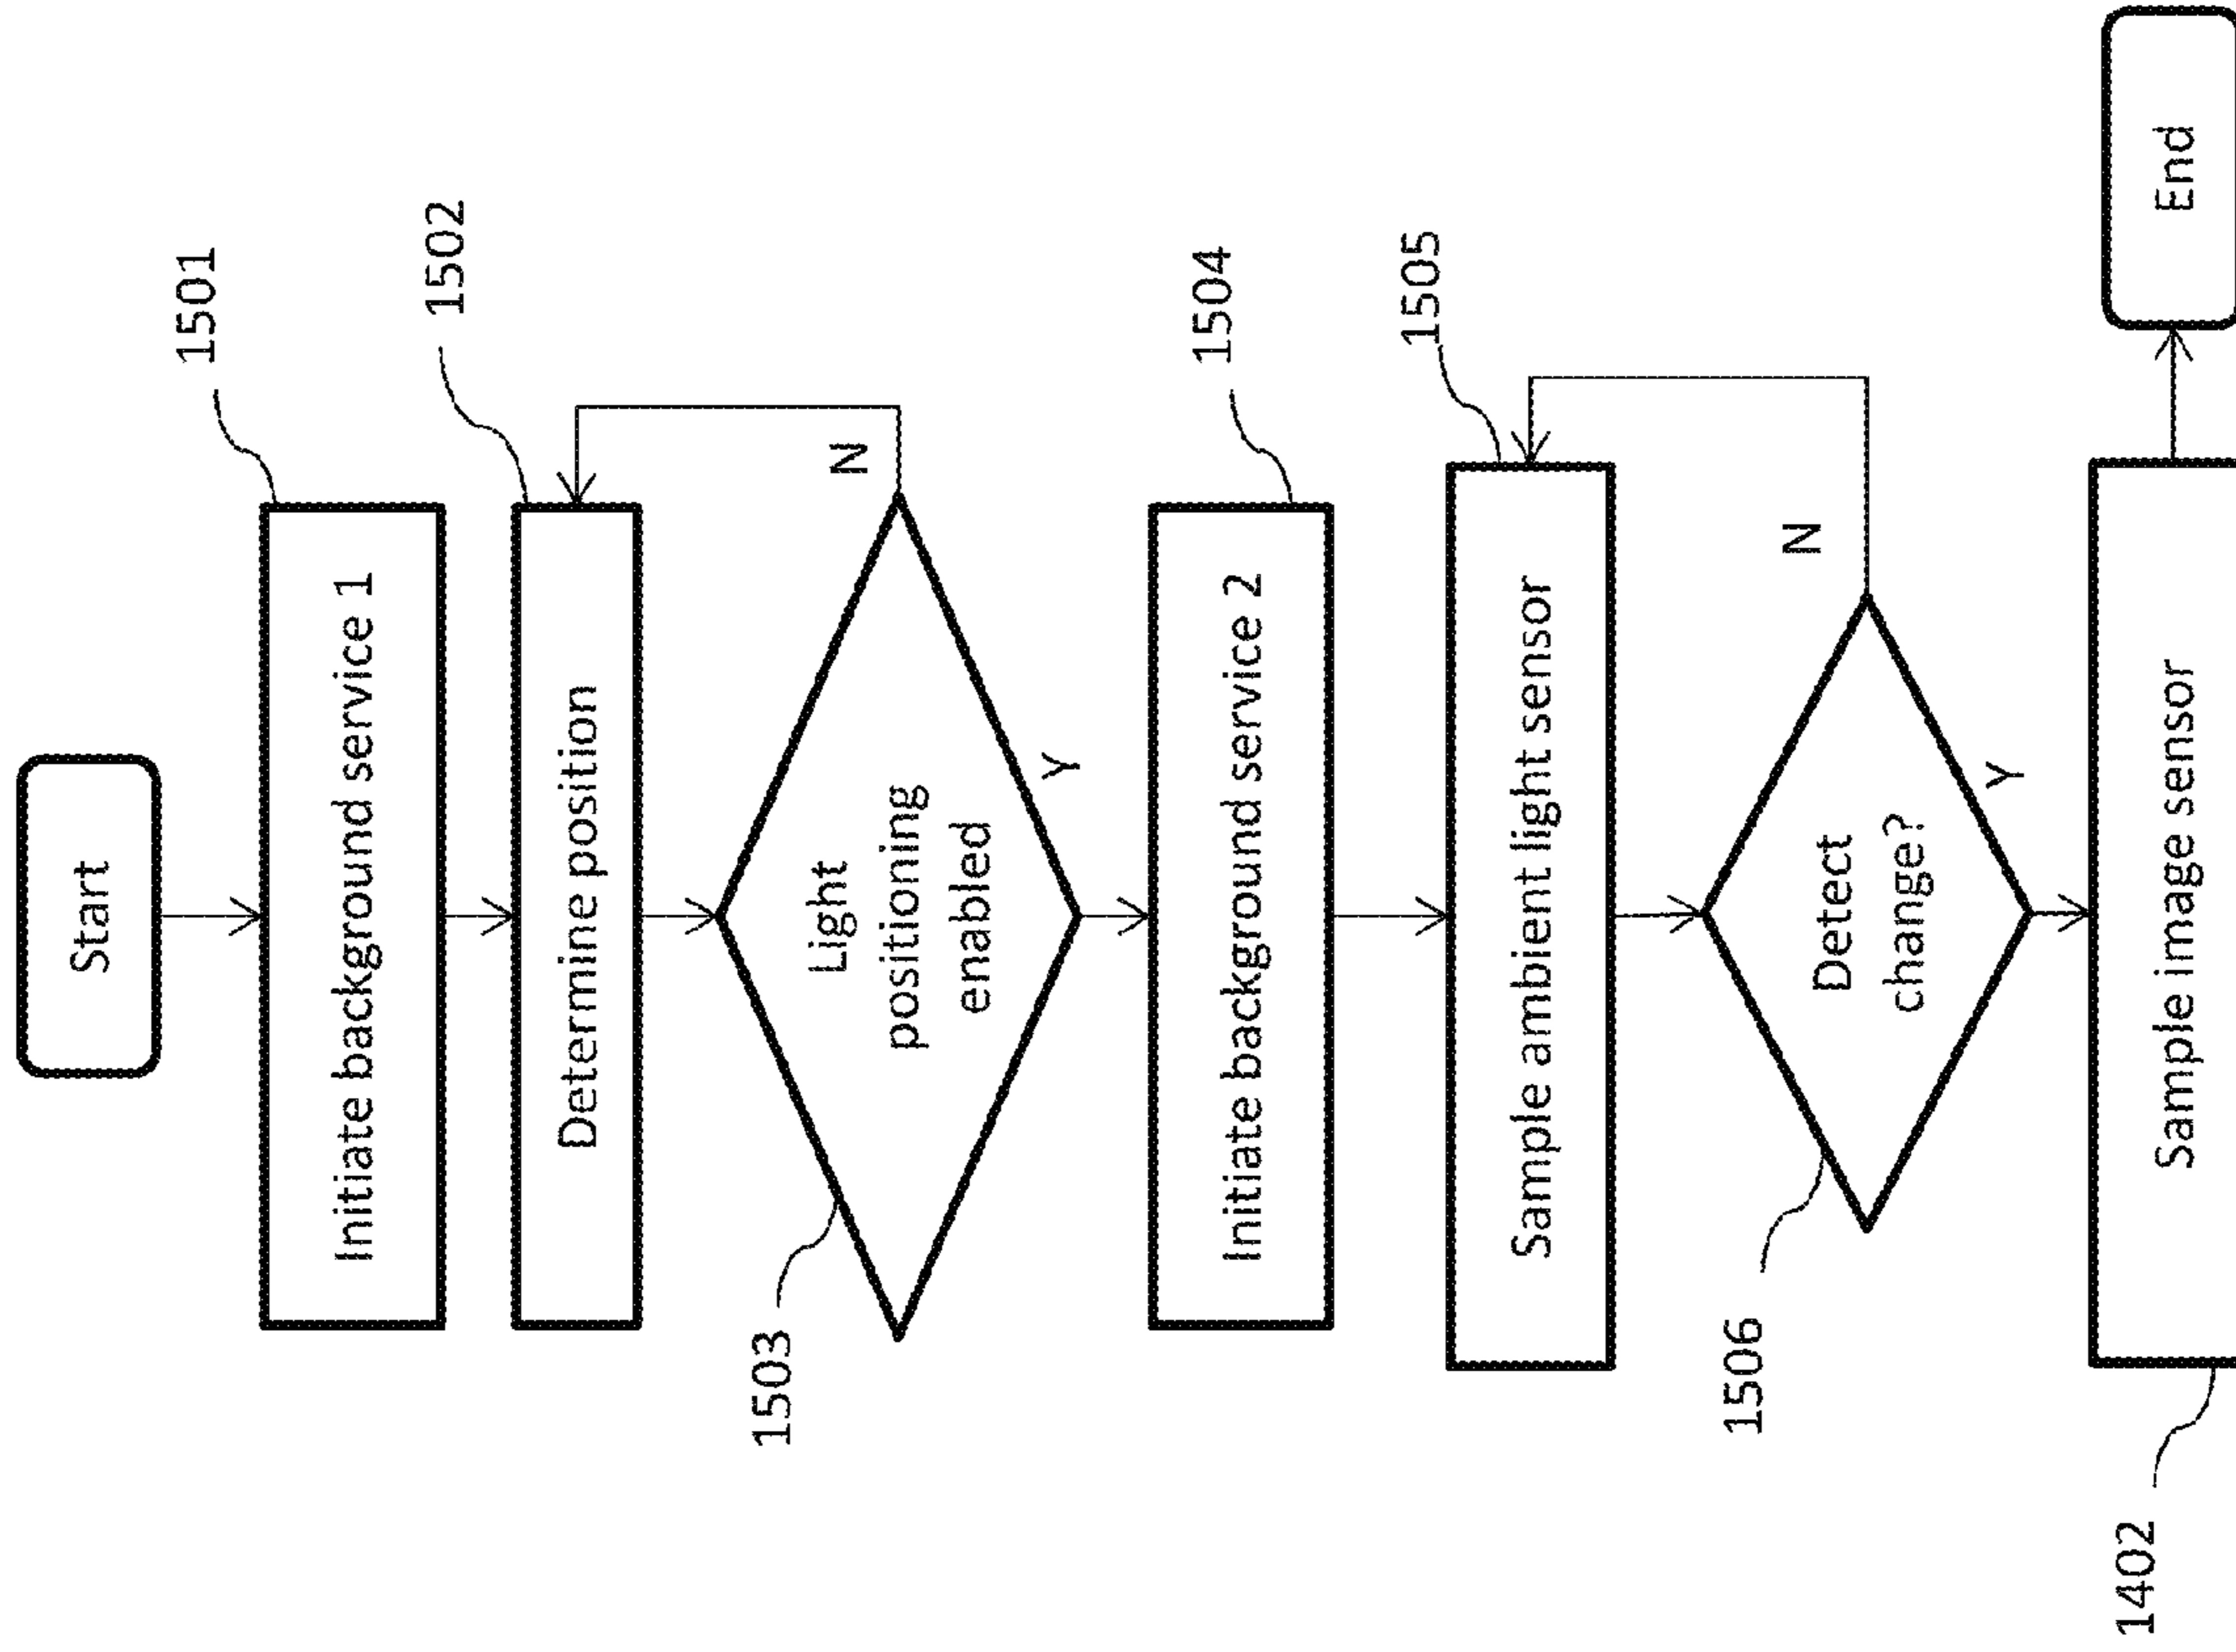 Start
1501
Initiate background service 1
1502
Determine position
1503
Light
positioning
enabled
N
Y
1504
Initiate background service 2
1505
Sample ambient light sensor
1506
Detect
change?
N
Y
1402
Sample image sensor
End